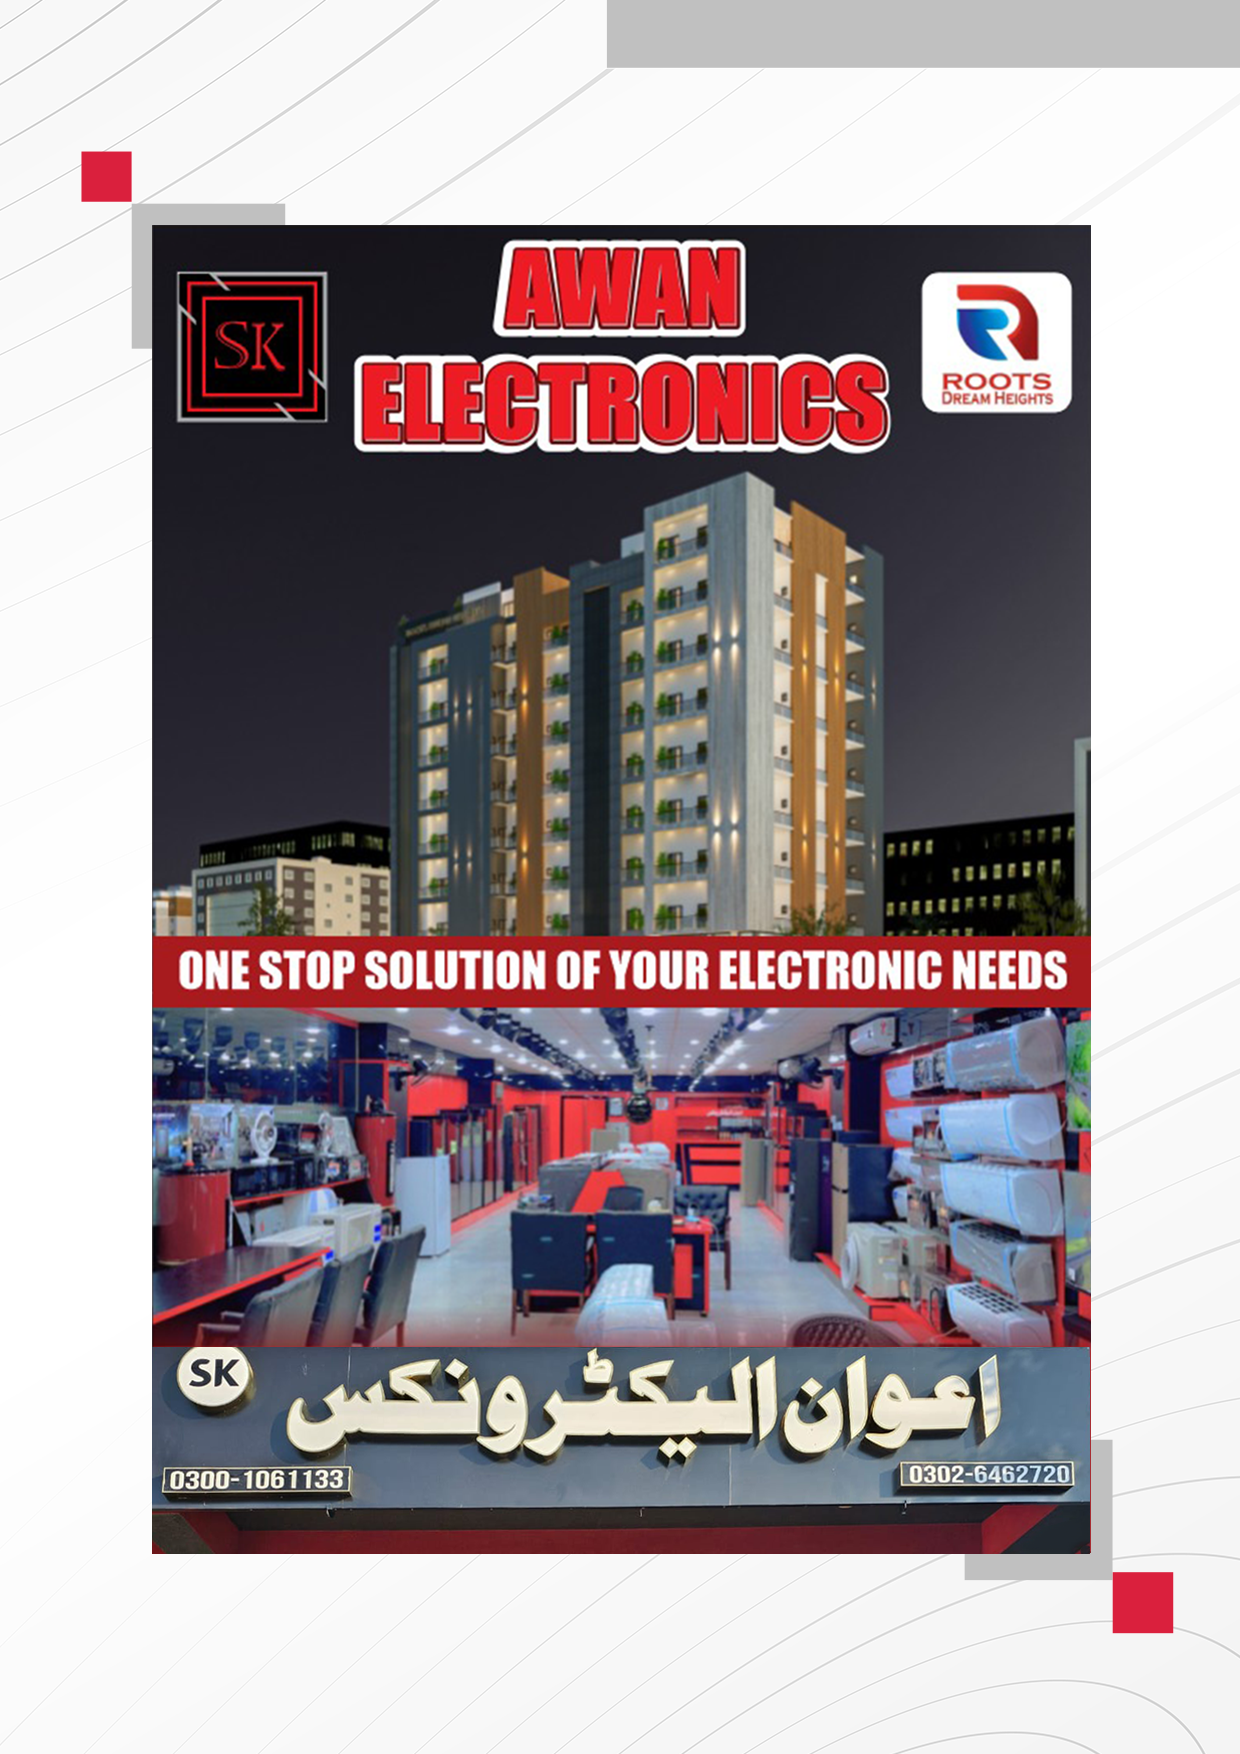 AWAN
ELECTRONICS
SK
ROOTS
DREAM HEIGHTS
ONE STOP SOLUTION OF YOUR ELECTRONIC NEEDS
SK
اعوان الیکٹرونکس
0300-1061133
0302-6462720